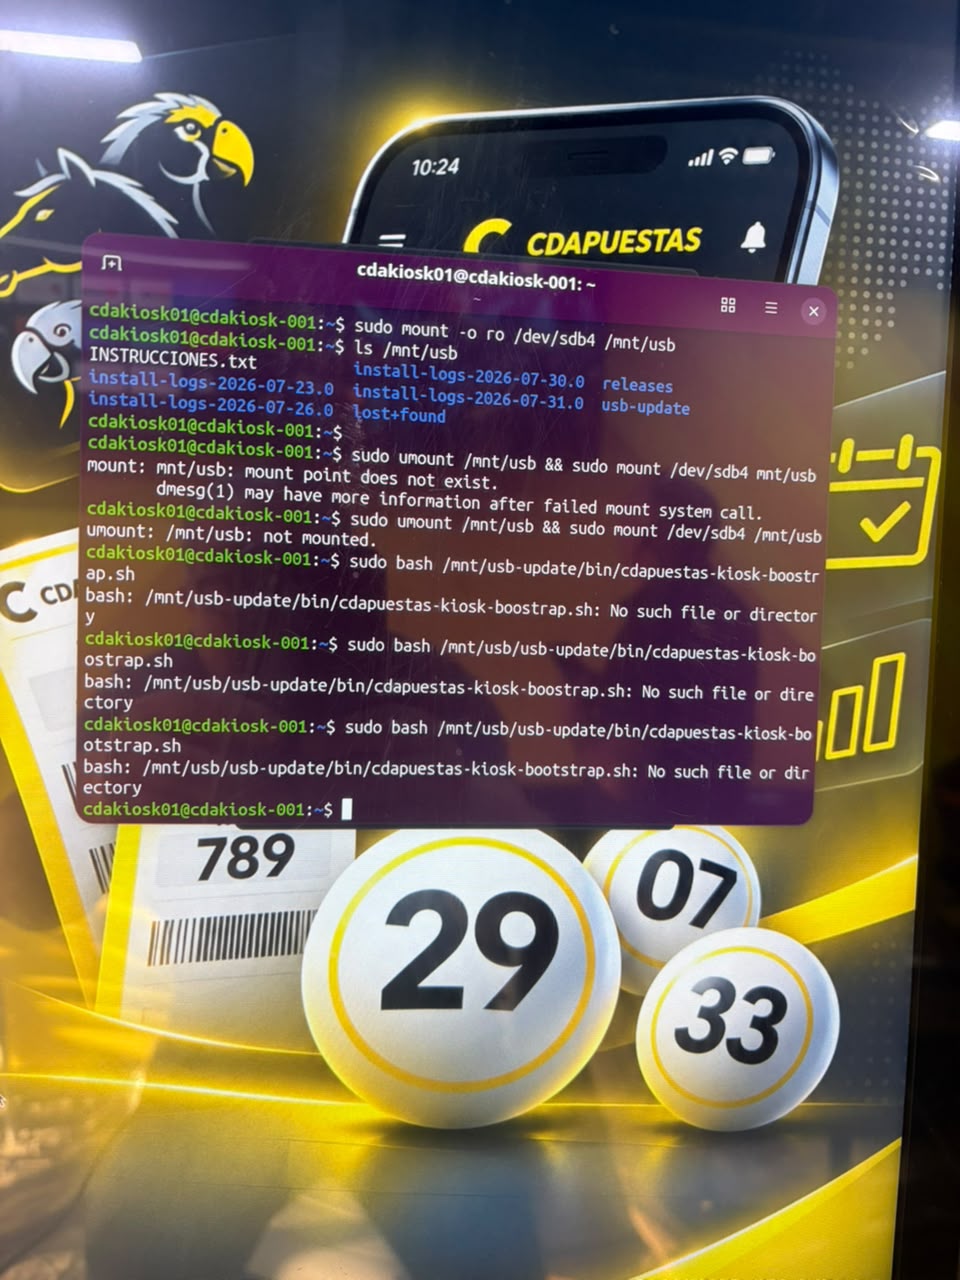 10:24
CDAPUESTAS
cdakiosk01@cdakiosk-001: ~
~
cdakiosk01@cdakiosk-001:~$ sudo mount -o ro /dev/sdb4 /mnt/usb
cdakiosk01@cdakiosk-001:~$ ls /mnt/usb
INSTRUCCIONES.txt install-logs-2026-07-30.0 releases
install-logs-2026-07-23.0 install-logs-2026-07-31.0 usb-update
install-logs-2026-07-26.0 lost+found
cdakiosk01@cdakiosk-001:~$
cdakiosk01@cdakiosk-001:~$ sudo umount /mnt/usb && sudo mount /dev/sdb4 mnt/usb
mount: mnt/usb: mount point does not exist.
dmesg(1) may have more information after failed mount system call.
cdakiosk01@cdakiosk-001:~$ sudo umount /mnt/usb && sudo mount /dev/sdb4 /mnt/usb
umount: /mnt/usb: not mounted.
cdakiosk01@cdakiosk-001:~$ sudo bash /mnt/usb-update/bin/cdapuestas-kiosk-boostr
ap.sh
bash: /mnt/usb-update/bin/cdapuestas-kiosk-boostrap.sh: No such file or director
y
cdakiosk01@cdakiosk-001:~$ sudo bash /mnt/usb/usb-update/bin/cdapuestas-kiosk-bo
ostrap.sh
bash: /mnt/usb/usb-update/bin/cdapuestas-kiosk-boostrap.sh: No such file or dire
ctory
cdakiosk01@cdakiosk-001:~$ sudo bash /mnt/usb/usb-update/bin/cdapuestas-kiosk-bo
otstrap.sh
bash: /mnt/usb/usb-update/bin/cdapuestas-kiosk-bootstrap.sh: No such file or dir
ectory
cdakiosk01@cdakiosk-001:~$
CDA
789
29
07
33